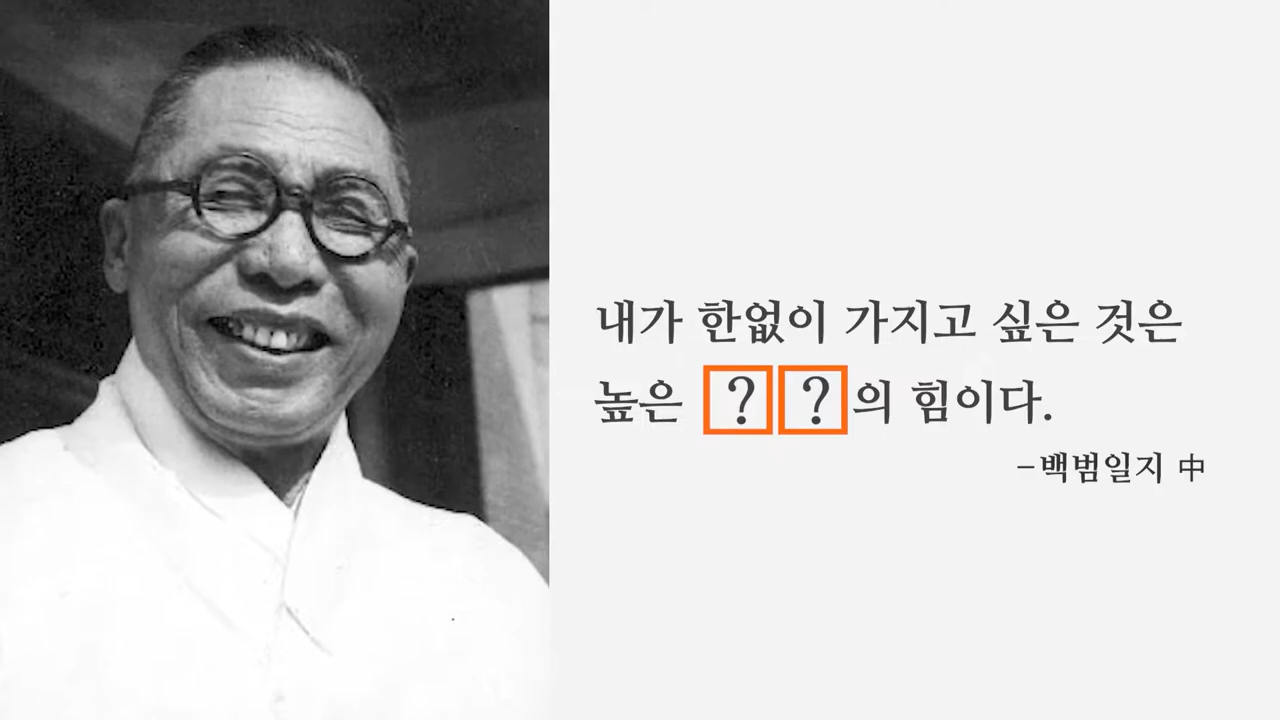 내가 한없이 가지고 싶은 것은
높은 ??의 힘이다.
-백범일지 中